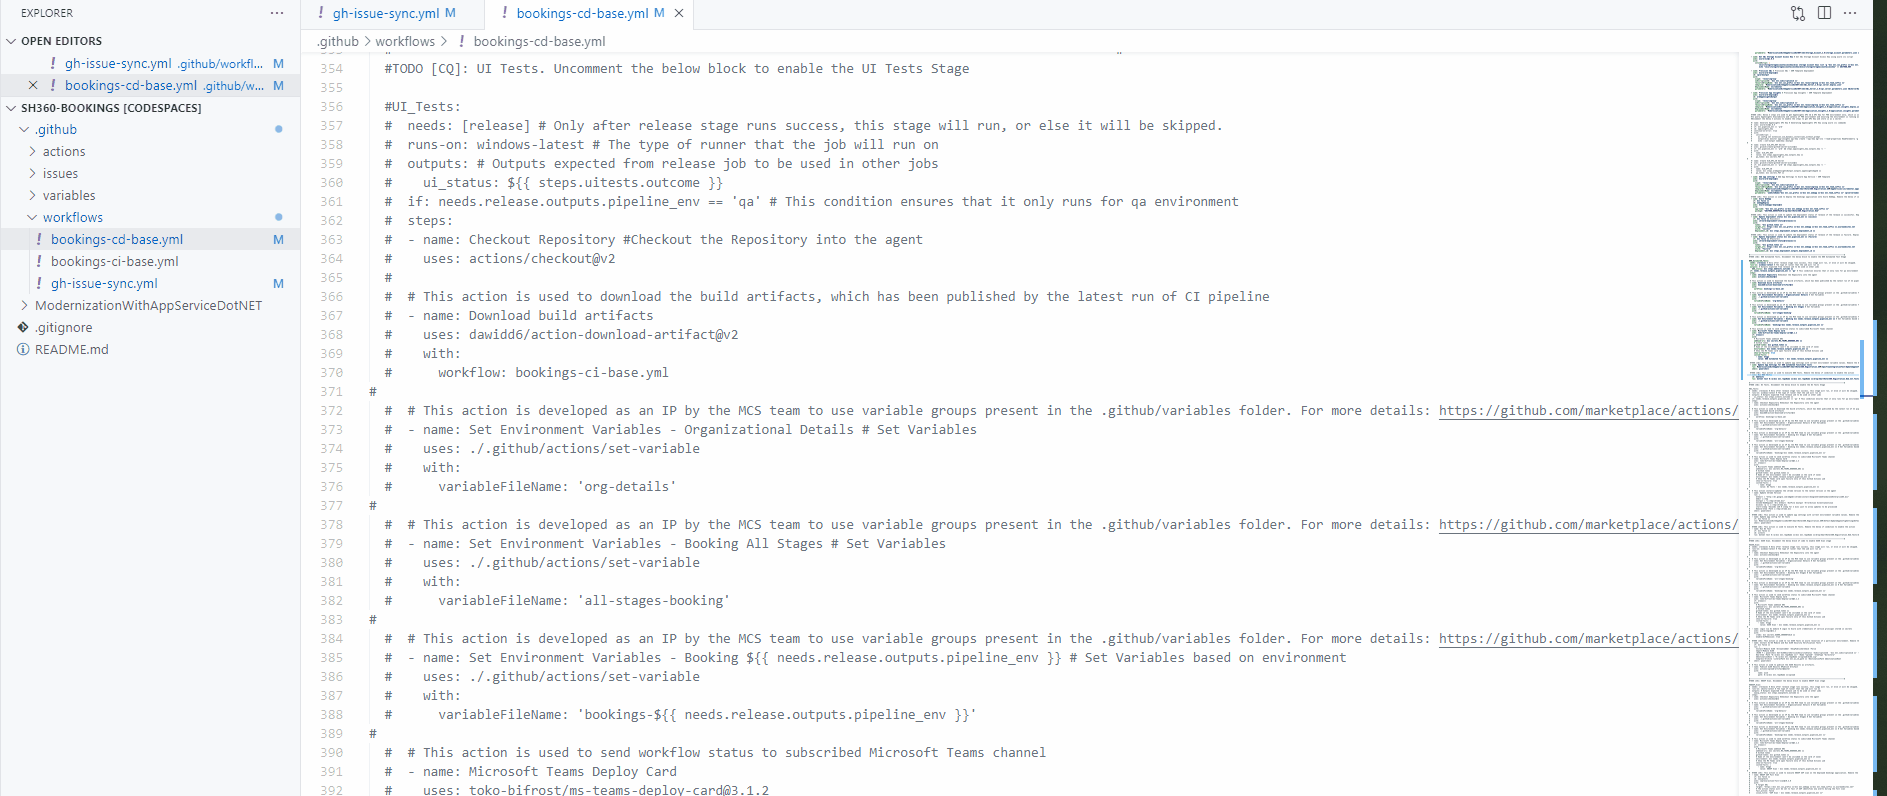 EXPLORER
OPEN EDITORS
gh-issue-sync.yml .github/workfl... M
bookings-cd-base.yml .github/w... M
SH360-BOOKINGS [CODESPACES]
.github
actions
issues
variables
workflows
bookings-cd-base.yml M
bookings-ci-base.yml
gh-issue-sync.yml M
ModernizationWithAppServiceDotNET
.gitignore
README.md
gh-issue-sync.yml M
bookings-cd-base.yml M
.github > workflows > ! bookings-cd-base.yml
354 #TODO [CQ]: UI Tests. Uncomment the below block to enable the UI Tests Stage
355
356 #UI_Tests:
357 #  needs: [release] # Only after release stage runs success, this stage will run, or else it will be skipped.
358 #  runs-on: windows-latest # The type of runner that the job will run on
359 #  outputs: # Outputs expected from release job to be used in other jobs
360 #    ui_status: ${{ steps.uitests.outcome }}
361 #  if: needs.release.outputs.pipeline_env == 'qa' # This condition ensures that it only runs for qa environment
362 #  steps:
363 #  - name: Checkout Repository #Checkout the Repository into the agent
364 #    uses: actions/checkout@v2
365 #
366 #  # This action is used to download the build artifacts, which has been published by the latest run of CI pipeline
367 #  - name: Download build artifacts
368 #    uses: dawidd6/action-download-artifact@v2
369 #    with:
370 #      workflow: bookings-ci-base.yml
371 #
372 #  # This action is developed as an IP by the MCS team to use variable groups present in the .github/variables folder. For more details: https://github.com/marketplace/actions/
373 #  - name: Set Environment Variables - Organizational Details # Set Variables
374 #    uses: ./.github/actions/set-variable
375 #    with:
376 #      variableFileName: 'org-details'
377 #
378 #  # This action is developed as an IP by the MCS team to use variable groups present in the .github/variables folder. For more details: https://github.com/marketplace/actions/
379 #  - name: Set Environment Variables - Booking All Stages # Set Variables
380 #    uses: ./.github/actions/set-variable
381 #    with:
382 #      variableFileName: 'all-stages-booking'
383 #
384 #  # This action is developed as an IP by the MCS team to use variable groups present in the .github/variables folder. For more details: https://github.com/marketplace/actions/
385 #  - name: Set Environment Variables - Booking ${{ needs.release.outputs.pipeline_env }} # Set Variables based on environment
386 #    uses: ./.github/actions/set-variable
387 #    with:
388 #      variableFileName: 'bookings-${{ needs.release.outputs.pipeline_env }}'
389 #
390 #  # This action is used to send workflow status to subscribed Microsoft Teams channel
391 #  - name: Microsoft Teams Deploy Card
392 #    uses: toko-bifrost/ms-teams-deploy-card@3.1.2